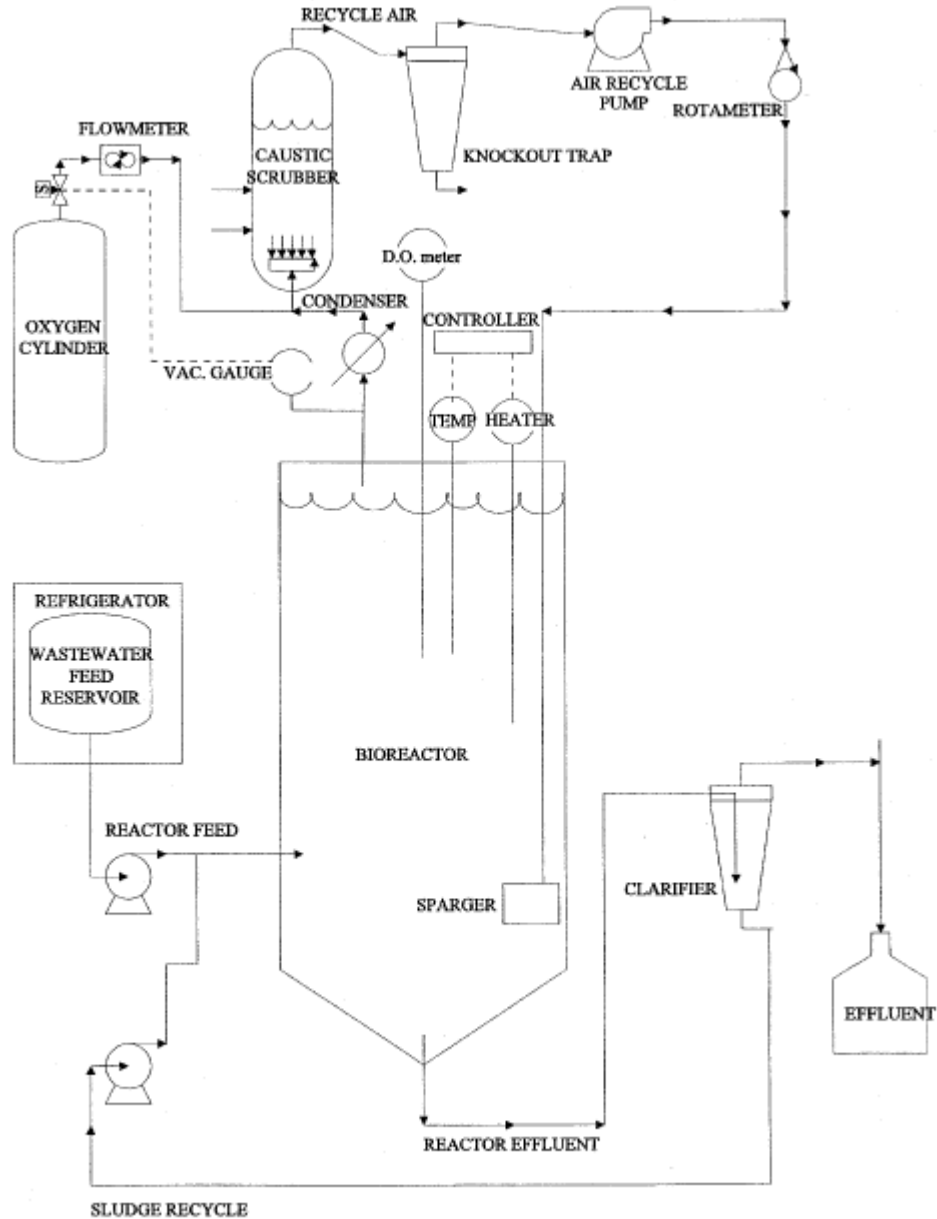 RECYCLE AIR
AIR RECYCLE
PUMP
ROTAMETER
FLOWMETER
CAUSTIC
SCRUBBER
KNOCKOUT TRAP
S
D.O. meter
CONDENSER
CONTROLLER
OXYGEN
CYLINDER
VAC. GAUGE
TEMP
HEATER
REFRIGERATOR
WASTEWATER
FEED
RESERVOIR
BIOREACTOR
REACTOR FEED
SPARGER
CLARIFIER
EFFLUENT
REACTOR EFFLUENT
SLUDGE RECYCLE